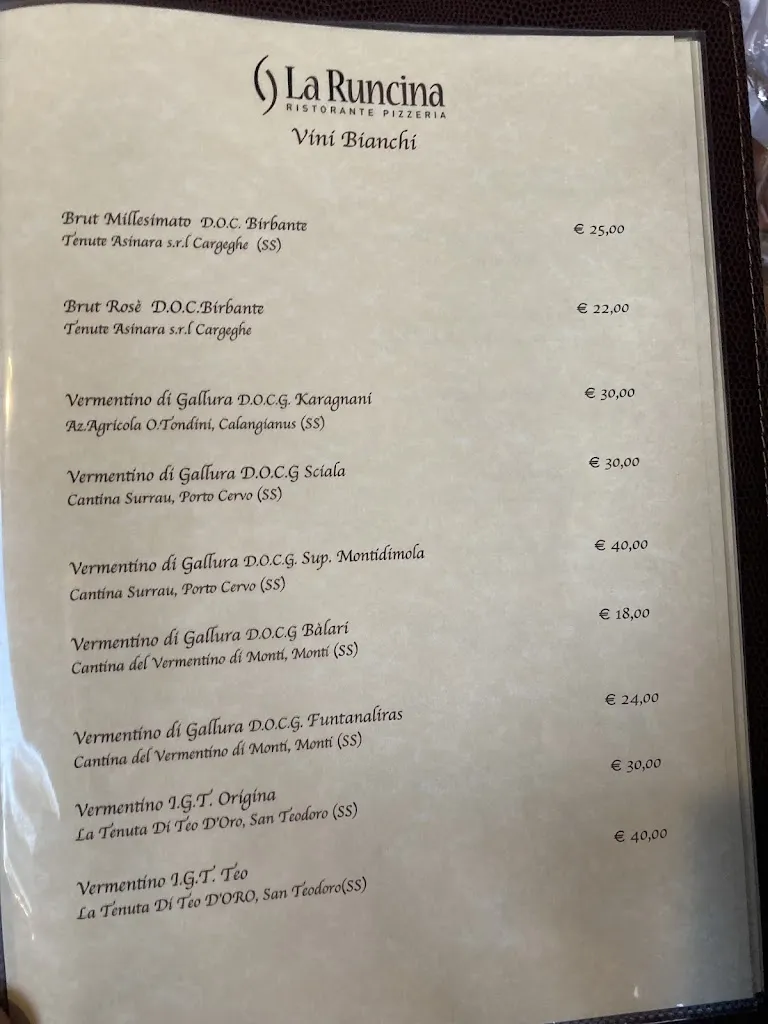 La Runcina
RISTORANTE PIZZERIA
Vini Bianchi
Brut Millesimato D.O.C. Birbante € 25,00
Tenute Asinara s.r.l Cargeghe (SS)
Brut Rosè D.O.C.Birbante € 22,00
Tenute Asinara s.r.l Cargeghe
Vermentino di Gallura D.O.C.G. Karagnani € 30,00
Az.Agricola O.Tondini, Calangianus (SS)
Vermentino di Gallura D.O.C.G Sciala € 30,00
Cantina Surrau, Porto Cervo (SS)
Vermentino di Gallura D.O.C.G. Sup. Montidimola € 40,00
Cantina Surrau, Porto Cervo (SS)
Vermentino di Gallura D.O.C.G Bàlari € 18,00
Cantina del Vermentino di Monti, Monti (SS)
Vermentino di Gallura D.O.C.G. Funtanaliras € 24,00
Cantina del Vermentino di Monti, Monti (SS)
Vermentino I.G.T. Origina € 30,00
La Tenuta Di Teo D'Oro, San Teodoro (SS)
Vermentino I.G.T. Teo € 40,00
La Tenuta Di Teo D'ORO, San Teodoro(SS)